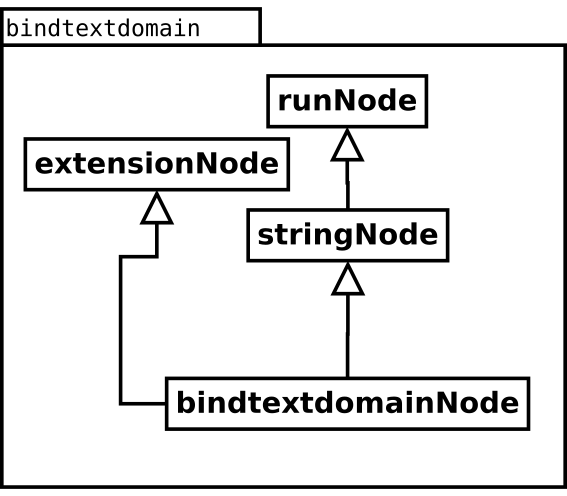 bindtextdomain
runNode
extensionNode
stringNode
bindtextdomainNode